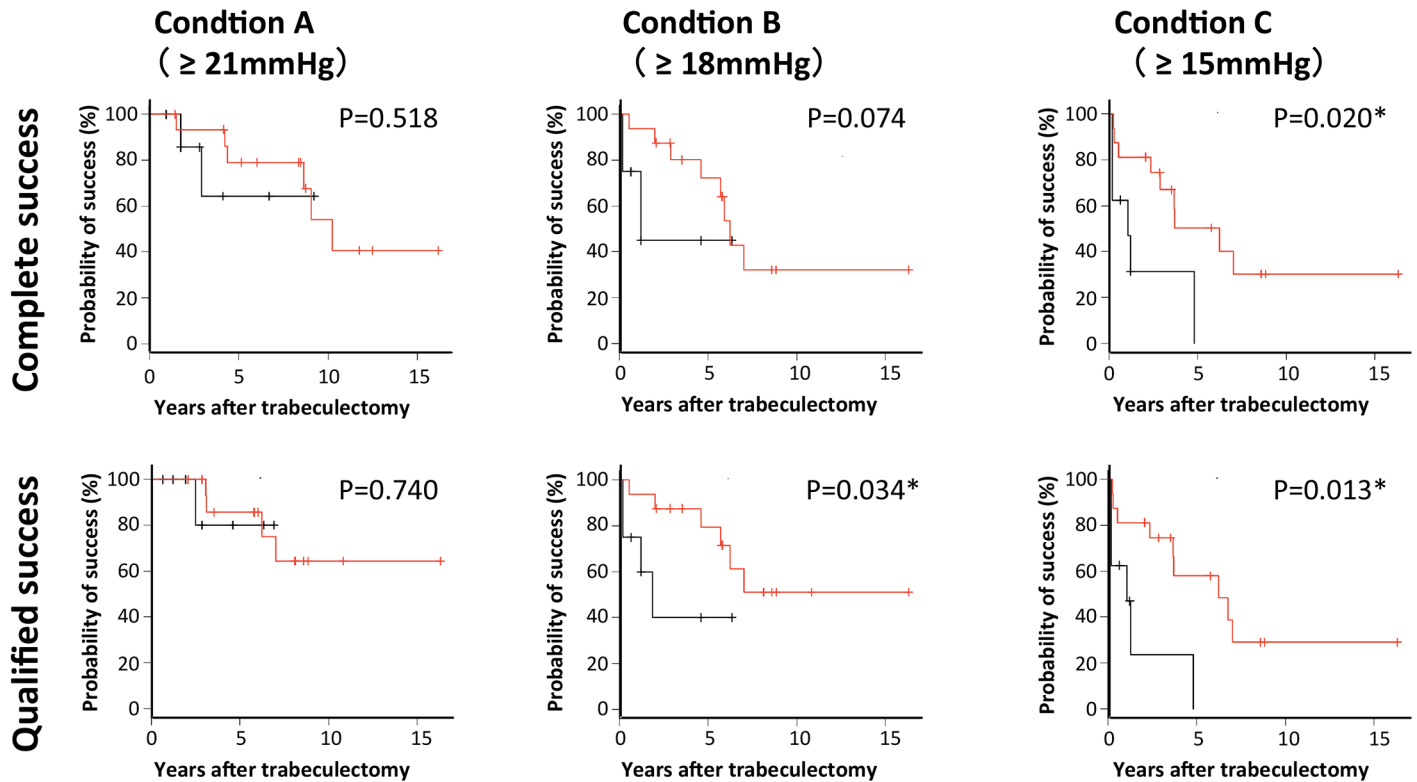 Condtion A
( ≥ 21mmHg)
Condtion B
( ≥ 18mmHg)
Condtion C
( ≥ 15mmHg)
Complete success
Probability of success (%)
100
80
60
40
20
0
P=0.518
0 5 10 15
Years after trabeculectomy
Probability of success (%)
100
80
60
40
20
0
P=0.074
0 5 10 15
Years after trabeculectomy
Probability of success (%)
100
80
60
40
20
0
P=0.020*
0 5 10 15
Years after trabeculectomy
Qualified success
Probability of success (%)
100
80
60
40
20
0
P=0.740
0 5 10 15
Years after trabeculectomy
Probability of success (%)
100
80
60
40
20
0
P=0.034*
0 5 10 15
Years after trabeculectomy
Probability of success (%)
100
80
60
40
20
0
P=0.013*
0 5 10 15
Years after trabeculectomy